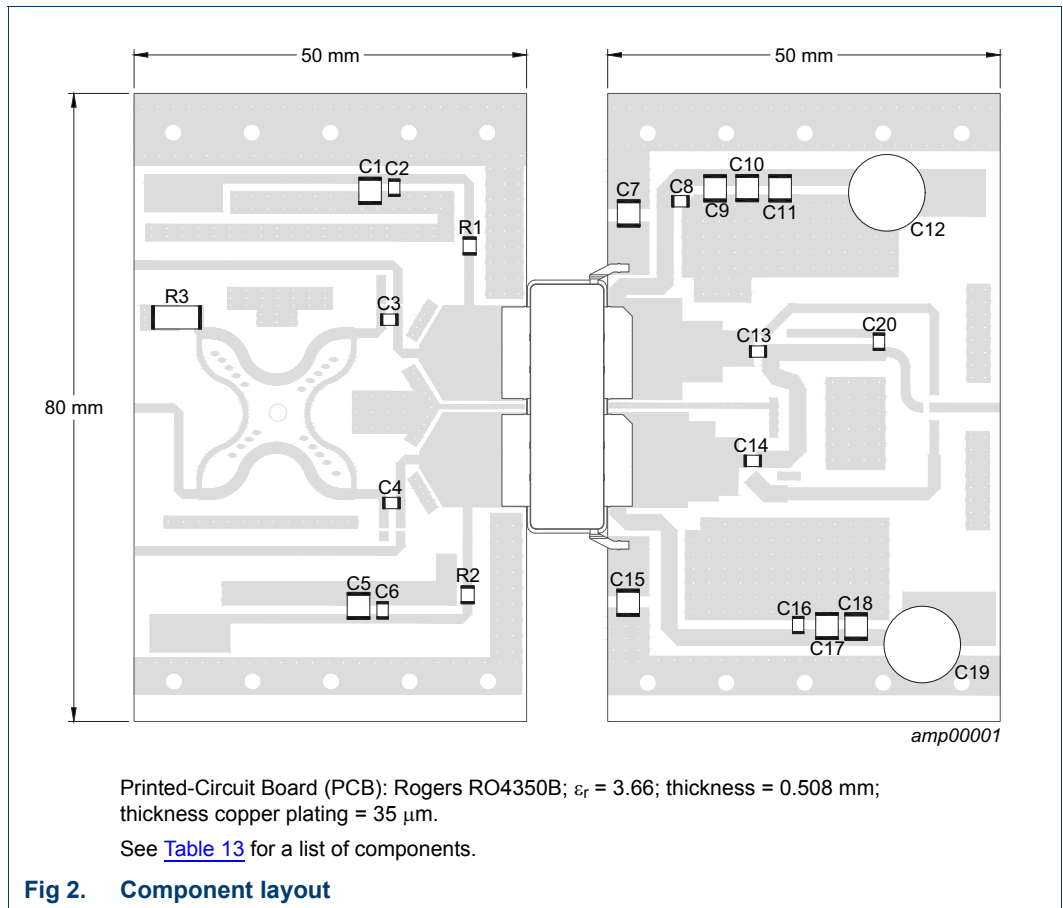 50 mm
50 mm
80 mm
C1
C2
R1
R3
C3
C4
C5
C6
R2
C7
C8
C9
C10
C11
C12
C13
C20
C14
C15
C16
C17
C18
C19
amp00001
Printed-Circuit Board (PCB): Rogers RO4350B; εr = 3.66; thickness = 0.508 mm;
thickness copper plating = 35 μm.
See Table 13 for a list of components.
Fig 2. Component layout